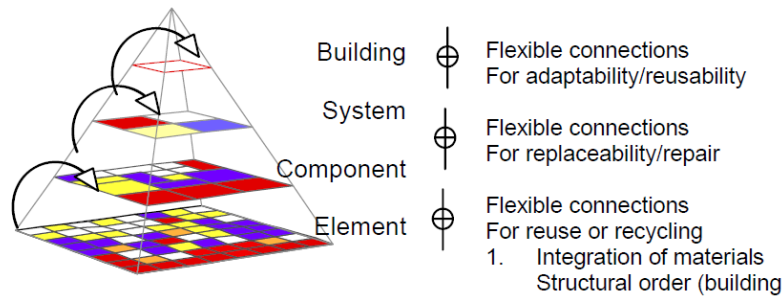 Building
Flexible connections
For adaptability/reusability
System
Flexible connections
For replaceability/repair
Component
Element
Flexible connections
For reuse or recycling
1. Integration of materials
Structural order (building